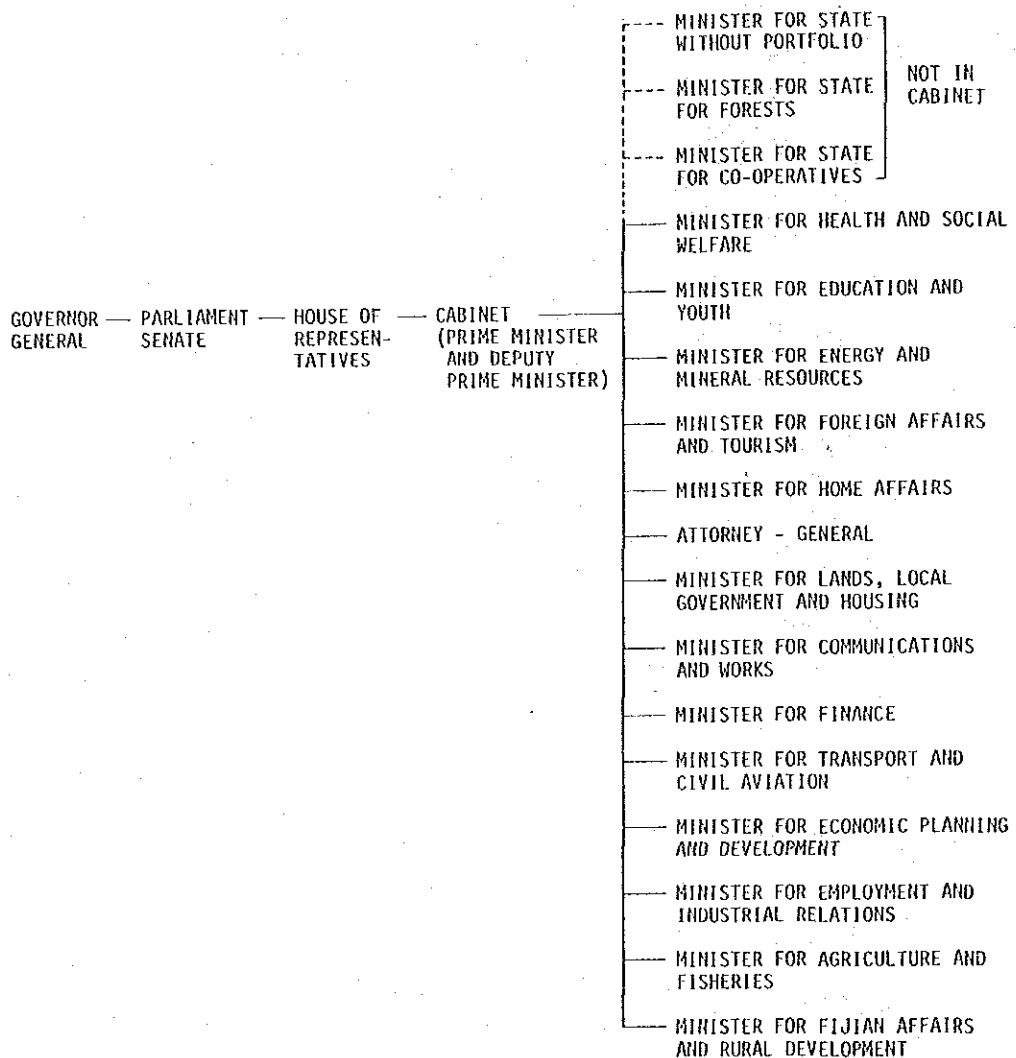 MINISTER FOR STATE
WITHOUT PORTFOLIO
MINISTER FOR STATE
FOR FORESTS
NOT IN
CABINET
MINISTER FOR STATE
FOR CO-OPERATIVES
MINISTER FOR HEALTH AND SOCIAL
WELFARE
MINISTER FOR EDUCATION AND
YOUTH
GOVERNOR
GENERAL
PARLIAMENT
SENATE
HOUSE OF
REPRESEN-
TATIVES
CABINET
(PRIME MINISTER
AND DEPUTY
PRIME MINISTER)
MINISTER FOR ENERGY AND
MINERAL RESOURCES
MINISTER FOR FOREIGN AFFAIRS
AND TOURISM
MINISTER FOR HOME AFFAIRS
ATTORNEY - GENERAL
MINISTER FOR LANDS, LOCAL
GOVERNMENT AND HOUSING
MINISTER FOR COMMUNICATIONS
AND WORKS
MINISTER FOR FINANCE
MINISTER FOR TRANSPORT AND
CIVIL AVIATION
MINISTER FOR ECONOMIC PLANNING
AND DEVELOPMENT
MINISTER FOR EMPLOYMENT AND
INDUSTRIAL RELATIONS
MINISTER FOR AGRICULTURE AND
FISHERIES
MINISTER FOR FIJIAN AFFAIRS
AND RURAL DEVELOPMENT